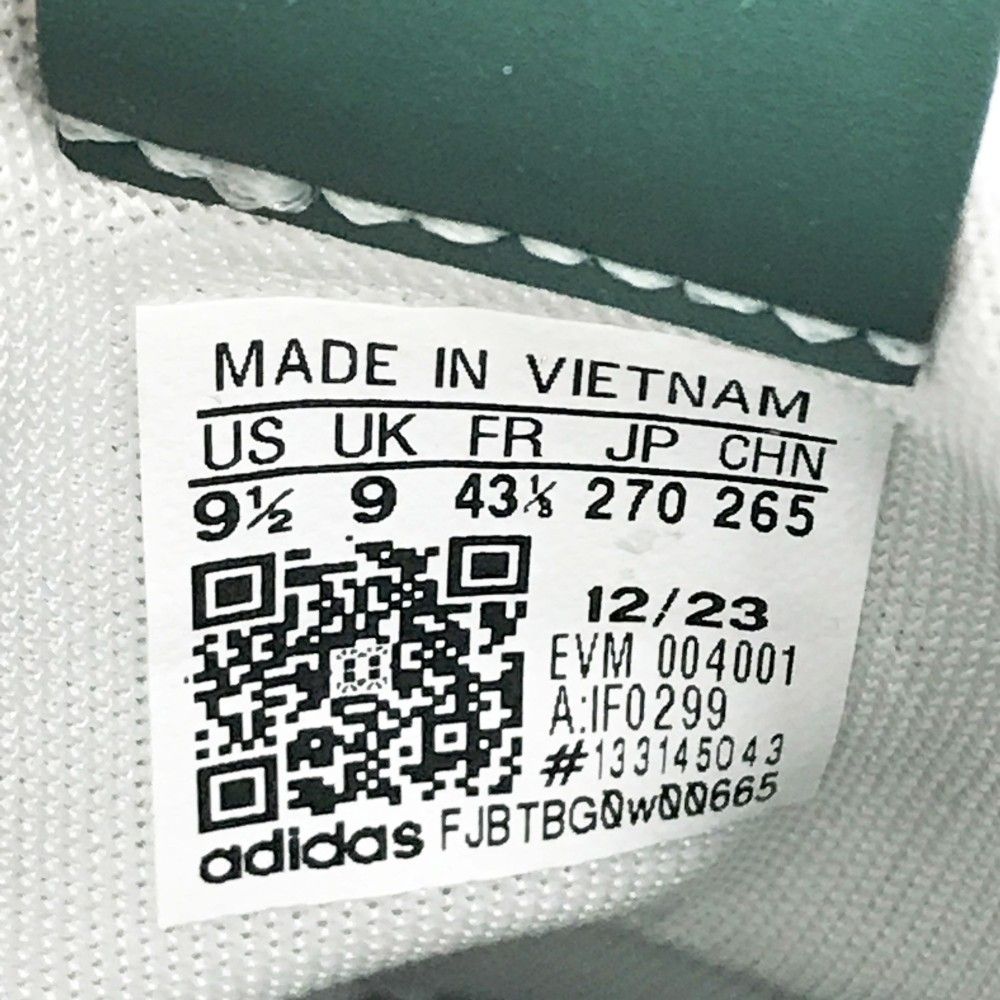 MADE IN VIETNAM
US UK FR JP CHN
9½ 9 43⅓ 270 265
12/23
EVM 004001
A:IF0299
#133145043
adidas FJBTBG0w00665